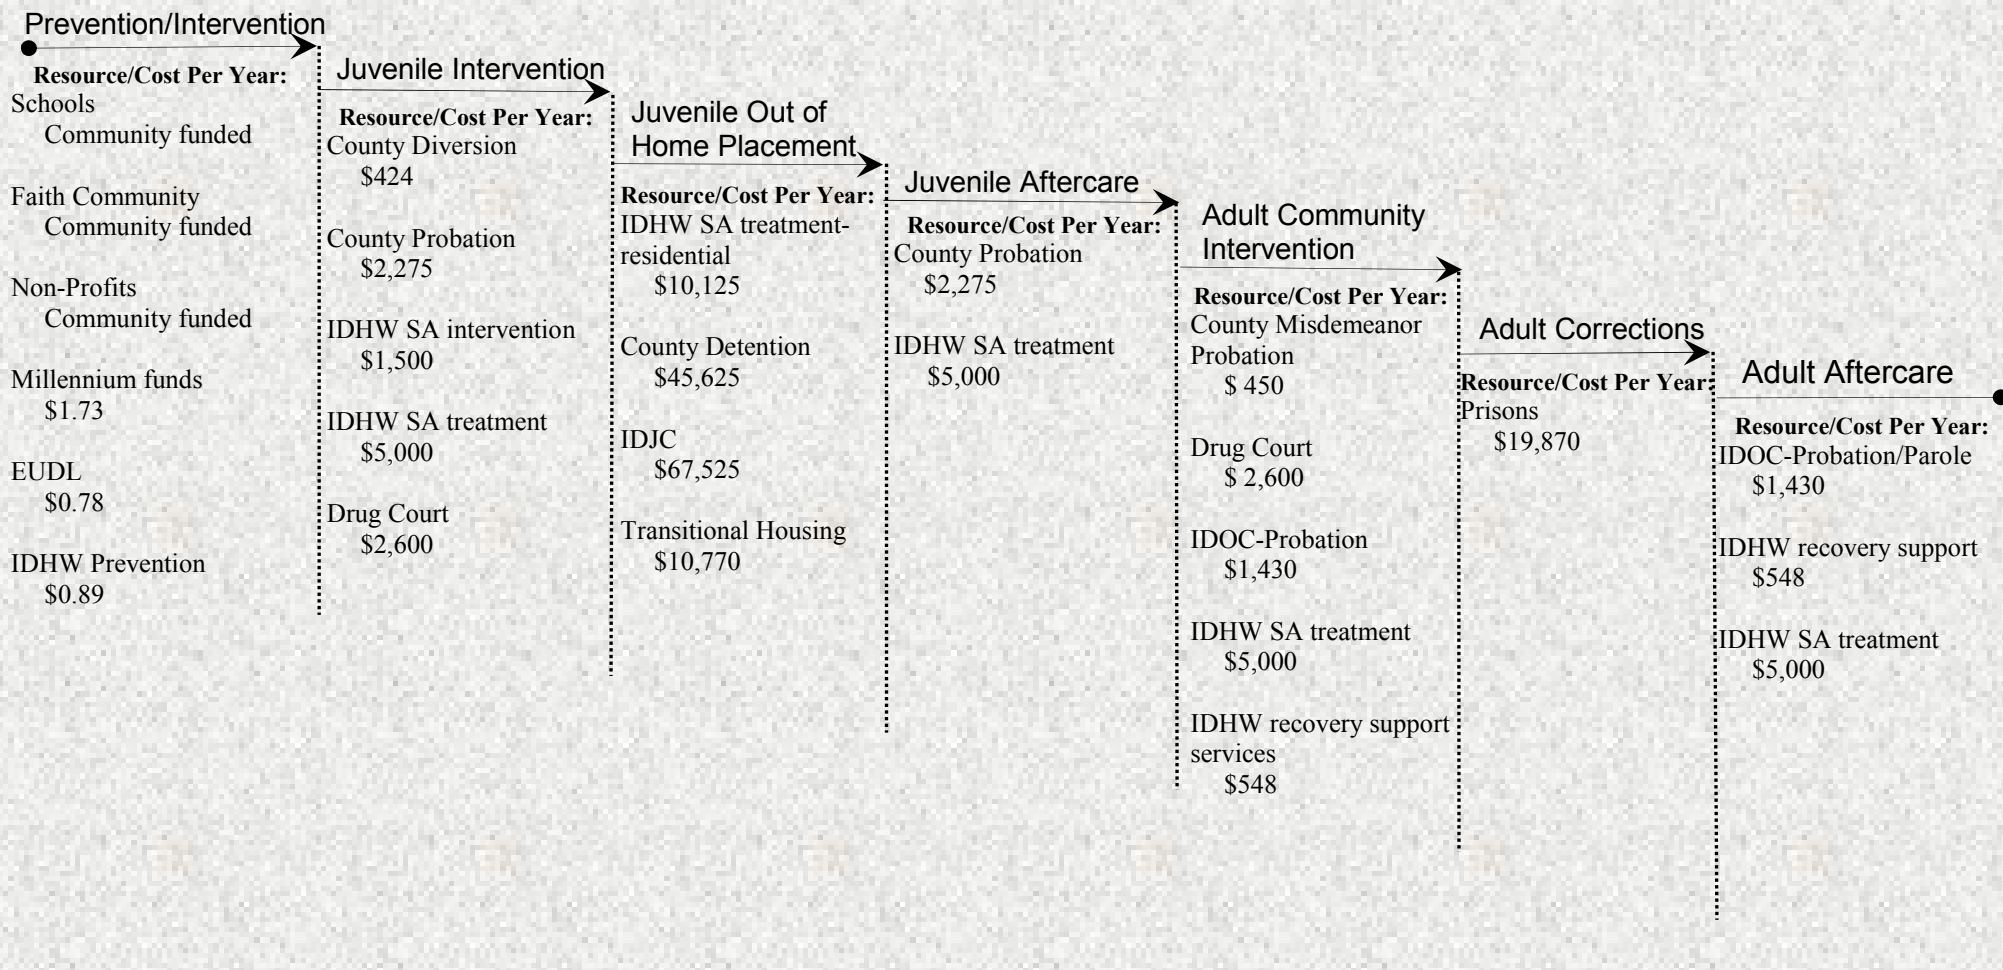 Prevention/Intervention
Resource/Cost Per Year:
Schools
Community funded
Faith Community
Community funded
Non-Profits
Community funded
Millennium funds
$1.73
EUDL
$0.78
IDHW Prevention
$0.89
Juvenile Intervention
Resource/Cost Per Year:
County Diversion
$424
County Probation
$2,275
IDHW SA intervention
$1,500
IDHW SA treatment
$5,000
Drug Court
$2,600
Juvenile Out of
Home Placement
Resource/Cost Per Year:
IDHW SA treatment-
residential
$10,125
County Detention
$45,625
IDJC
$67,525
Transitional Housing
$10,770
Juvenile Aftercare
Resource/Cost Per Year:
County Probation
$2,275
IDHW SA treatment
$5,000
Adult Community
Intervention
Resource/Cost Per Year:
County Misdemeanor
Probation
$ 450
Drug Court
$ 2,600
IDOC-Probation
$1,430
IDHW SA treatment
$5,000
IDHW recovery support
services
$548
Adult Corrections
Resource/Cost Per Year:
Prisons
$19,870
Adult Aftercare
Resource/Cost Per Year:
IDOC-Probation/Parole
$1,430
IDHW recovery support
$548
IDHW SA treatment
$5,000